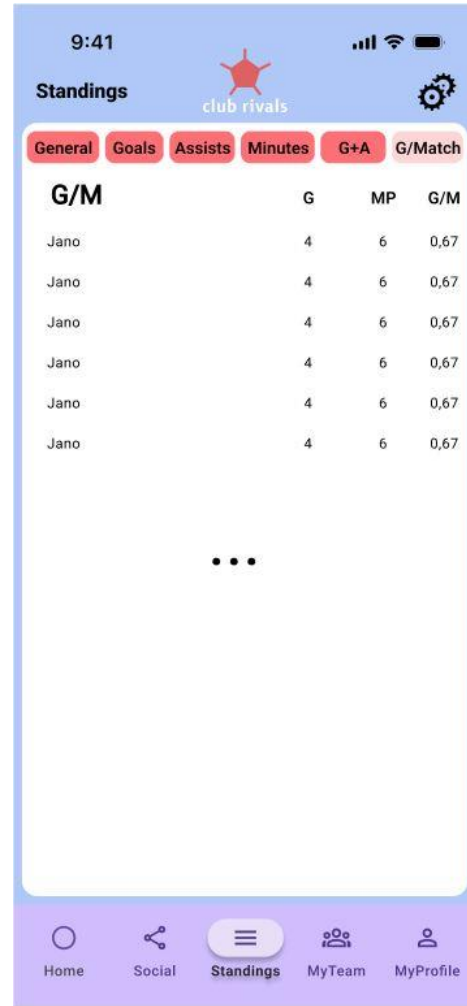 9:41
Standings
club rivals
General Goals Assists Minutes G+A G/Match
G/M G MP G/M
Jano 4 6 0,67
Jano 4 6 0,67
Jano 4 6 0,67
Jano 4 6 0,67
Jano 4 6 0,67
Jano 4 6 0,67
...
Home Social Standings MyTeam MyProfile